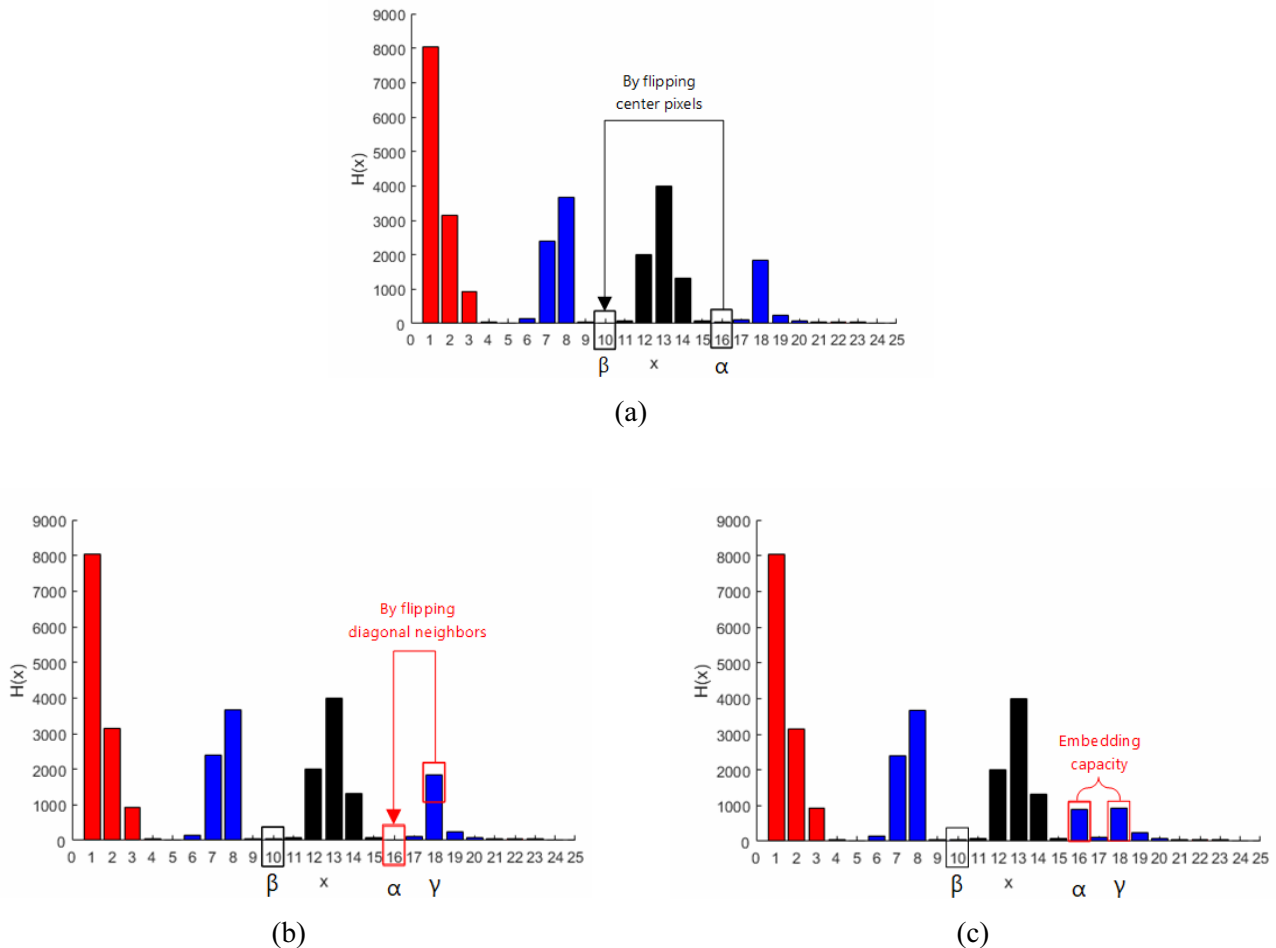 9000
8000
7000
6000
5000
4000
3000
2000
1000
0
H(x)
By flipping
center pixels
0 1 2 3 4 5 6 7 8 9 10 11 12 13 14 15 16 17 18 19 20 21 22 23 24 25
β x α
(a)
9000
8000
7000
6000
5000
4000
3000
2000
1000
0
H(x)
By flipping
diagonal neighbors
0 1 2 3 4 5 6 7 8 9 10 11 12 13 14 15 16 17 18 19 20 21 22 23 24 25
β x α γ
(b)
9000
8000
7000
6000
5000
4000
3000
2000
1000
0
H(x)
Embedding
capacity
0 1 2 3 4 5 6 7 8 9 10 11 12 13 14 15 16 17 18 19 20 21 22 23 24 25
β x α γ
(c)